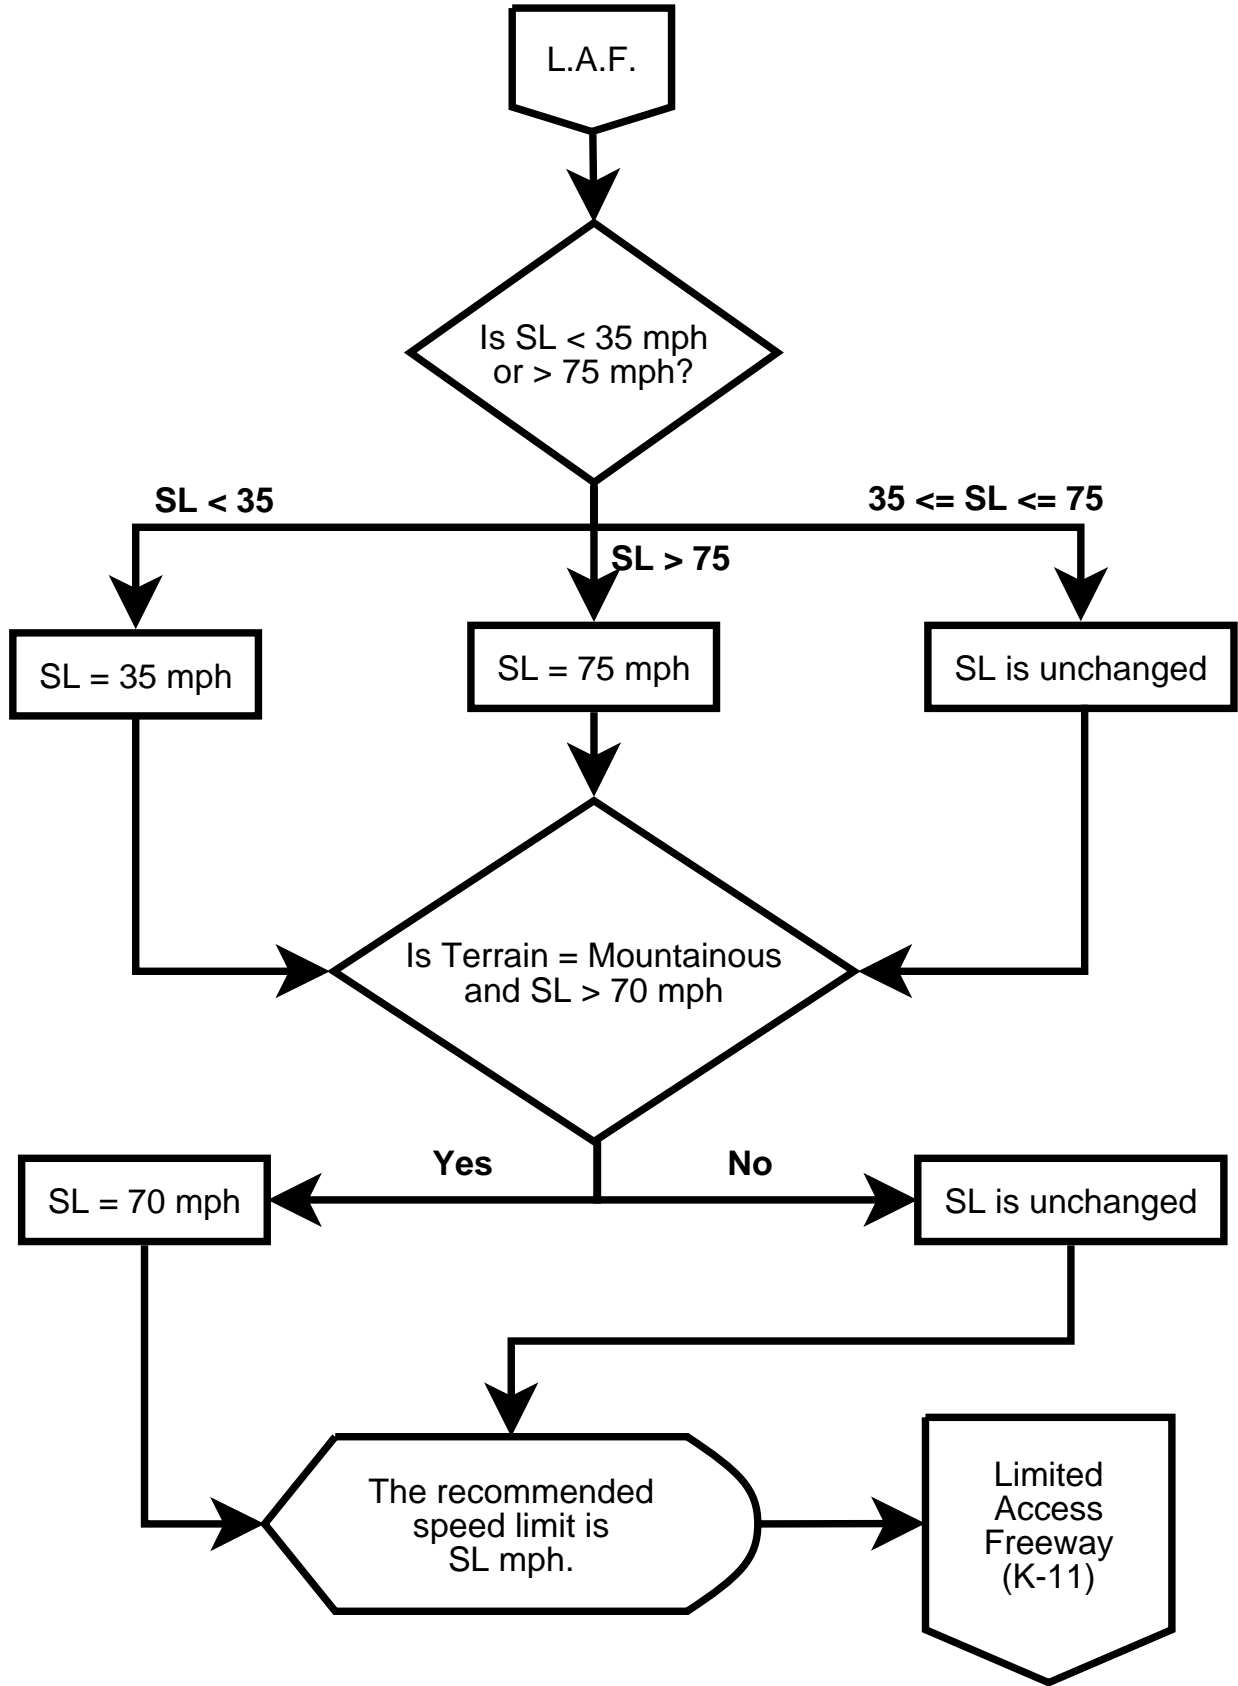 L.A.F.
Is SL < 35 mph
or > 75 mph?
SL < 35
35 <= SL <= 75
SL > 75
SL = 35 mph
SL = 75 mph
SL is unchanged
Is Terrain = Mountainous
and SL > 70 mph
Yes
No
SL = 70 mph
SL is unchanged
The recommended
speed limit is
SL mph.
Limited
Access
Freeway
(K-11)